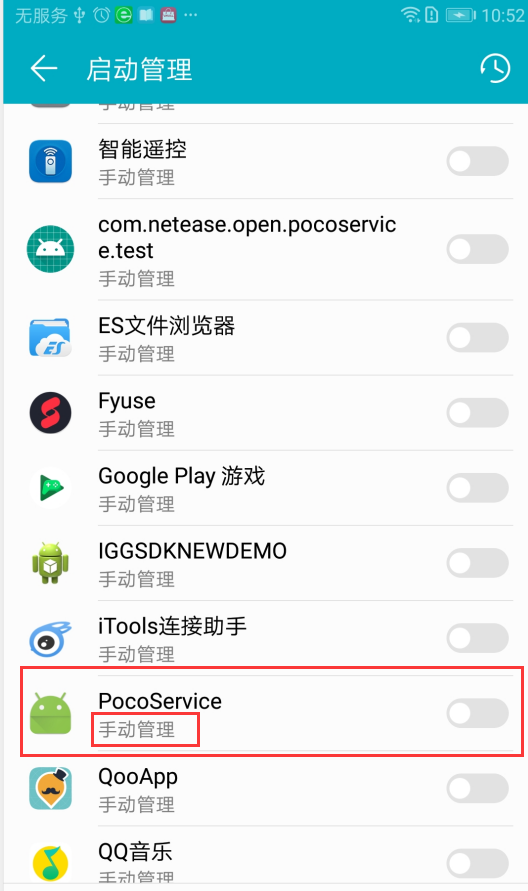 无服务 10:52
启动管理
手动管理
智能遥控
手动管理
com.netease.open.pocoservic
e.test
手动管理
ES文件浏览器
手动管理
Fyuse
手动管理
Google Play 游戏
手动管理
IGGSDKNEWDEMO
手动管理
iTools连接助手
手动管理
PocoService
手动管理
QooApp
手动管理
QQ音乐
手动管理